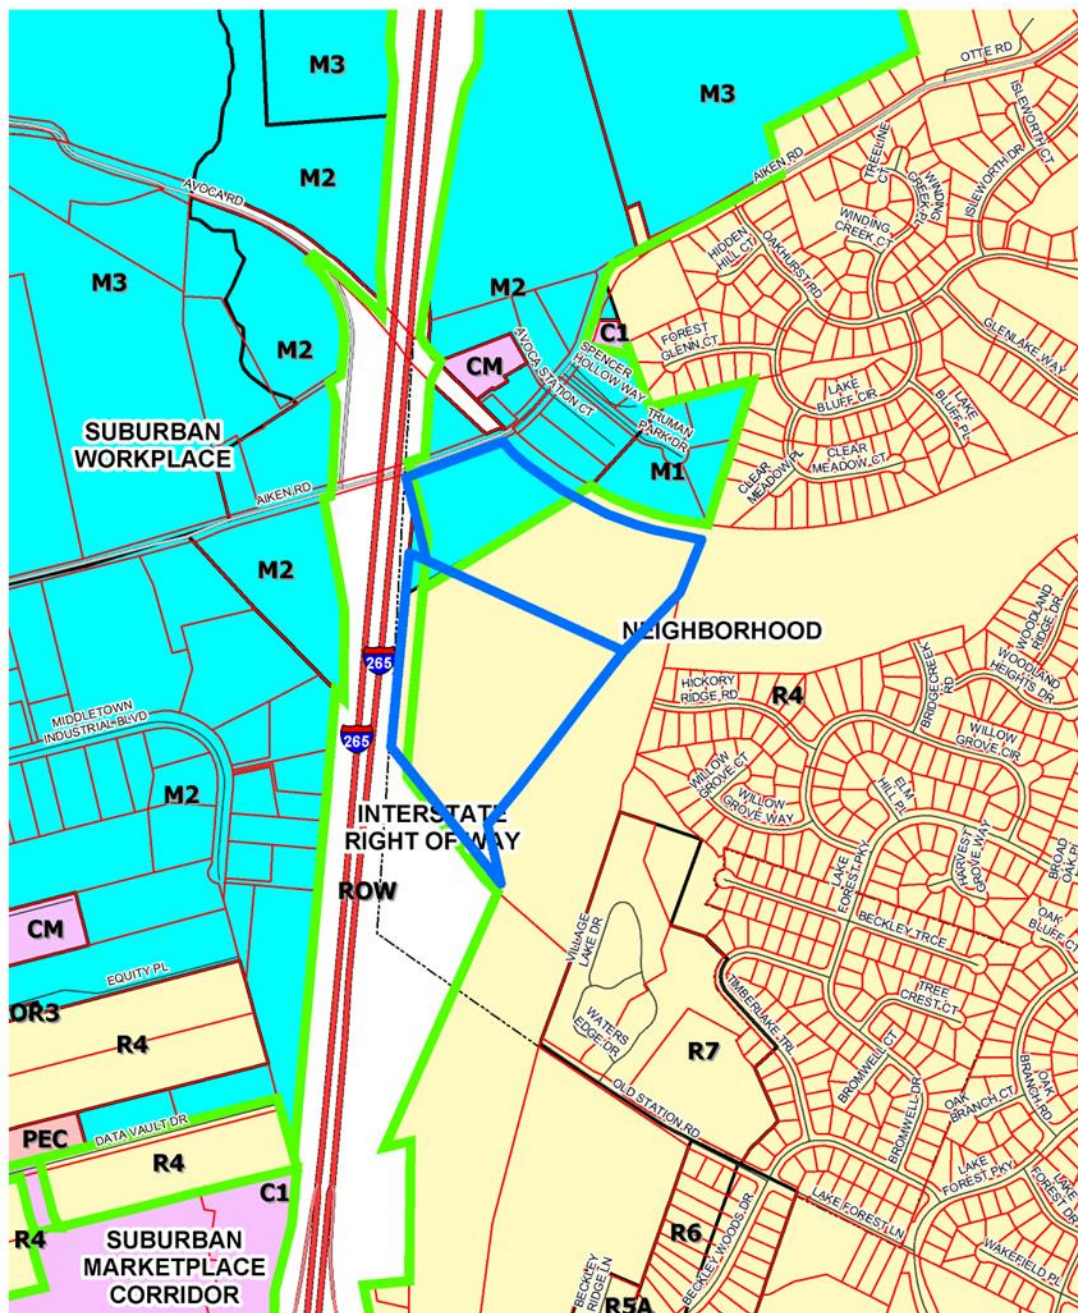 M3
M3
OTTE RD
ISLEWORTH CT
TREELINE
CT
AIKEN RD
WINDING
CREEK PL
ISLEWORTH DR
M2
AVOCA RD
WINDING
CREEK CT
HIDDEN
HILL CT
OAKHURST RD
M3
M2
C1
FOREST
GLENN CT
GLENLAKE WAY
M2
CM
AVOCA STATION CT
SPENCER
HOLLOW WAY
LAKE
BLUFF CIR
LAKE
BLUFF PL
TRUMAN
PARK DR
SUBURBAN
WORKPLACE
CLEAR
MEADOW PL
CLEAR
MEADOW CT
M1
AIKEN RD
M2
WOODLAND
RIDGE DR
NEIGHBORHOOD
265
WOODLAND
HEIGHTS DR
HICKORY
RIDGE RD
R4
BRIDGECREEK
RD
MIDDLETOWN
INDUSTRIAL BLVD
265
WILLOW
GROVE CIR
WILLOW
GROVE CT
M2
WILLOW
GROVE WAY
ELM
HILL PL
INTERSTATE
RIGHT OF WAY
HARVEST
GROVE WAY
BROAD
OAK PL
LAKE
FOREST PKY
ROW
CM
BECKLEY TRCE
OAK
BLUFF CT
VILLAGE
LAKE DR
EQUITY PL
TIMBERLAKE TRL
TREE
CREST CT
OR3
R4
WATERS
EDGE DR
R7
BROMWELL CT
OAK
BRANCH CT
OAK
BRANCH RD
OLD STATION RD
BROMWELL DR
PEC
DATA VAULT DR
R4
C1
LAKE
FOREST PKY
LAKE
FOREST DR
LAKE FOREST LN
R4
SUBURBAN
MARKETPLACE
CORRIDOR
R6
BECKLEY WOODS DR
WAKEFIELD PL
BECKLEY
RIDGE LN
R5A